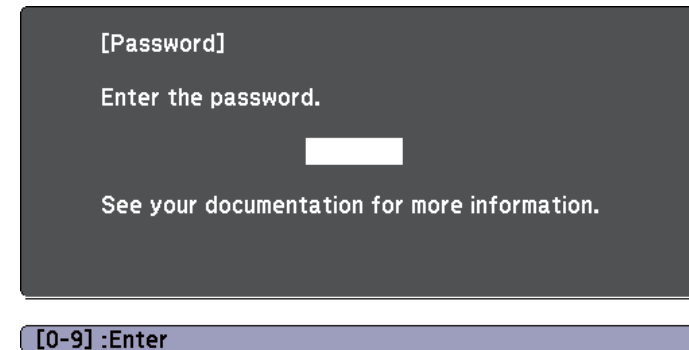 [Password]
Enter the password.
See your documentation for more information.
[0-9] :Enter